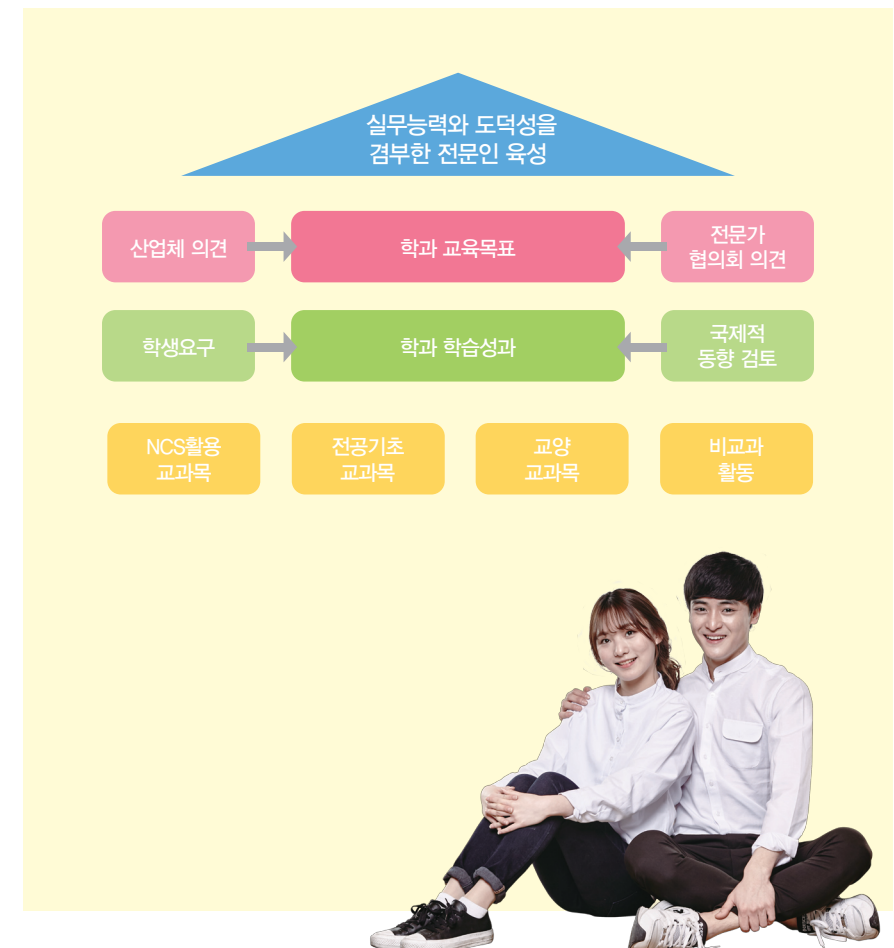 실무능력와 도덕성을
겸부한 전문인 육성
산업체 의견
학과 교육목표
전문가
협의회 의견
학생요구
학과 학습성과
국제적
동향 검토
NCS활용
교과목
전공기초
교과목
교양
교과목
비교과
활동